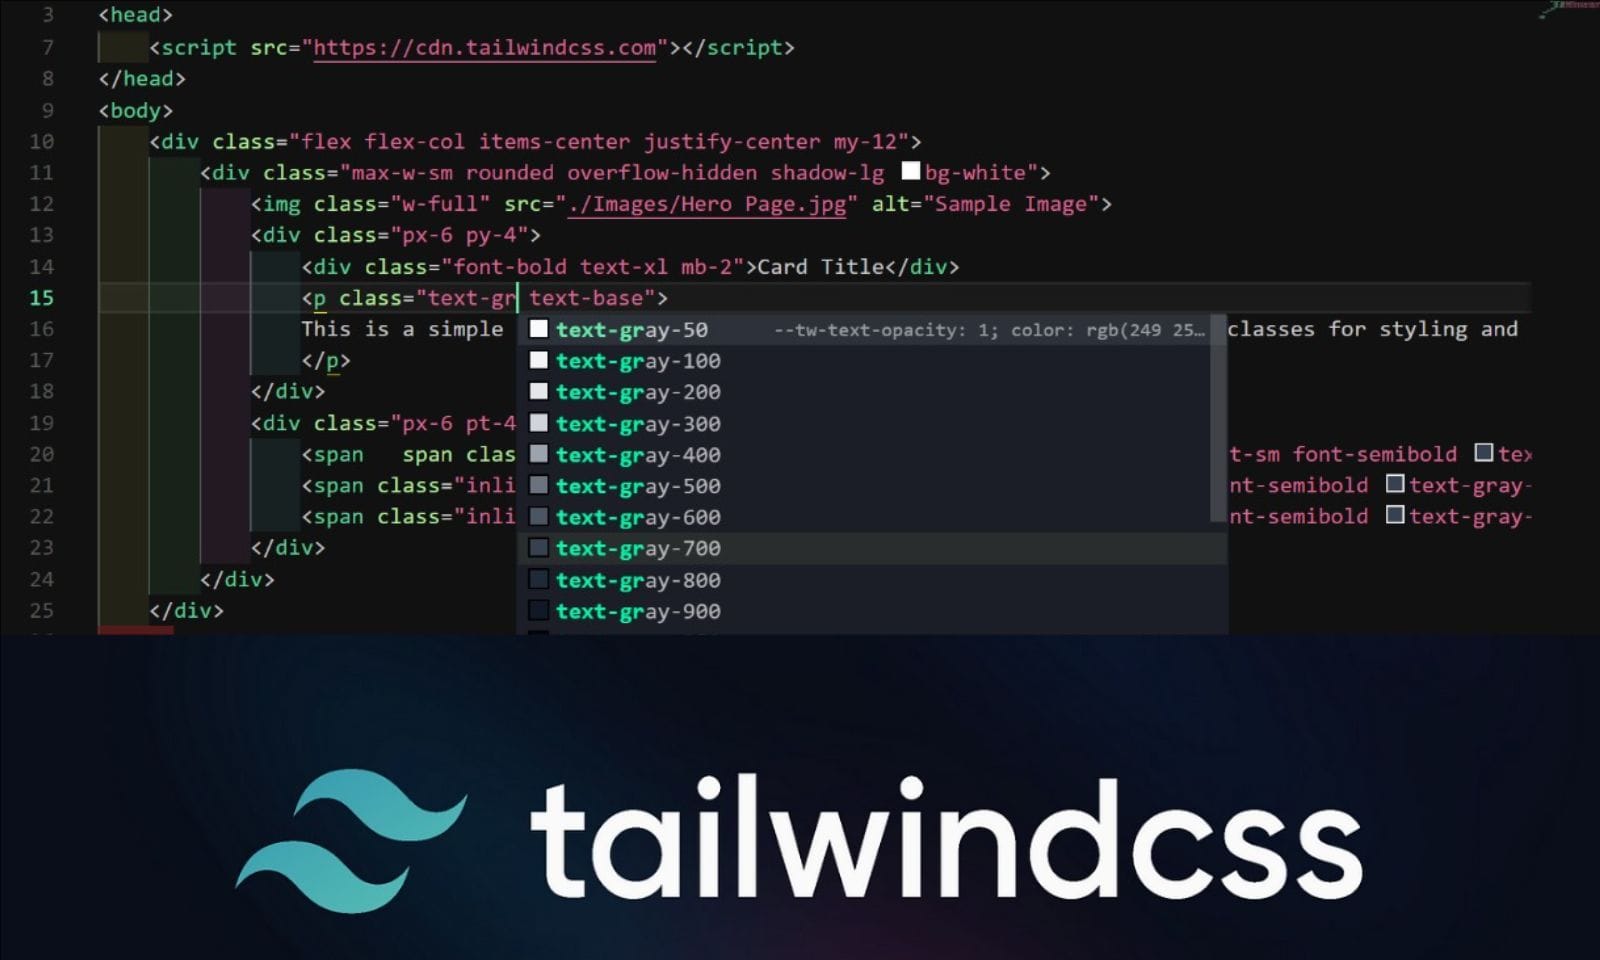 3 <head>
7 <script src="https://cdn.tailwindcss.com"></script>
8 </head>
9 <body>
10 <div class="flex flex-col items-center justify-center my-12">
11 <div class="max-w-sm rounded overflow-hidden shadow-lg bg-white">
12 <img class="w-full" src="./Images/Hero Page.jpg" alt="Sample Image">
13 <div class="px-6 py-4">
14 <div class="font-bold text-xl mb-2">Card Title</div>
15 <p class="text-gr text-base">
16 This is a simple text-gray-50 --tw-text-opacity: 1; color: rgb(249 25… classes for styling and
17 </p> text-gray-100
18 </div> text-gray-200
19 <div class="px-6 pt-4 text-gray-300
20 <span span clas text-gray-400 t-sm font-semibold tex
21 <span class="inli text-gray-500 nt-semibold text-gray-
22 <span class="inli text-gray-600 nt-semibold text-gray-
23 </div> text-gray-700
24 </div> text-gray-800
25 </div> text-gray-900
tailwindcss